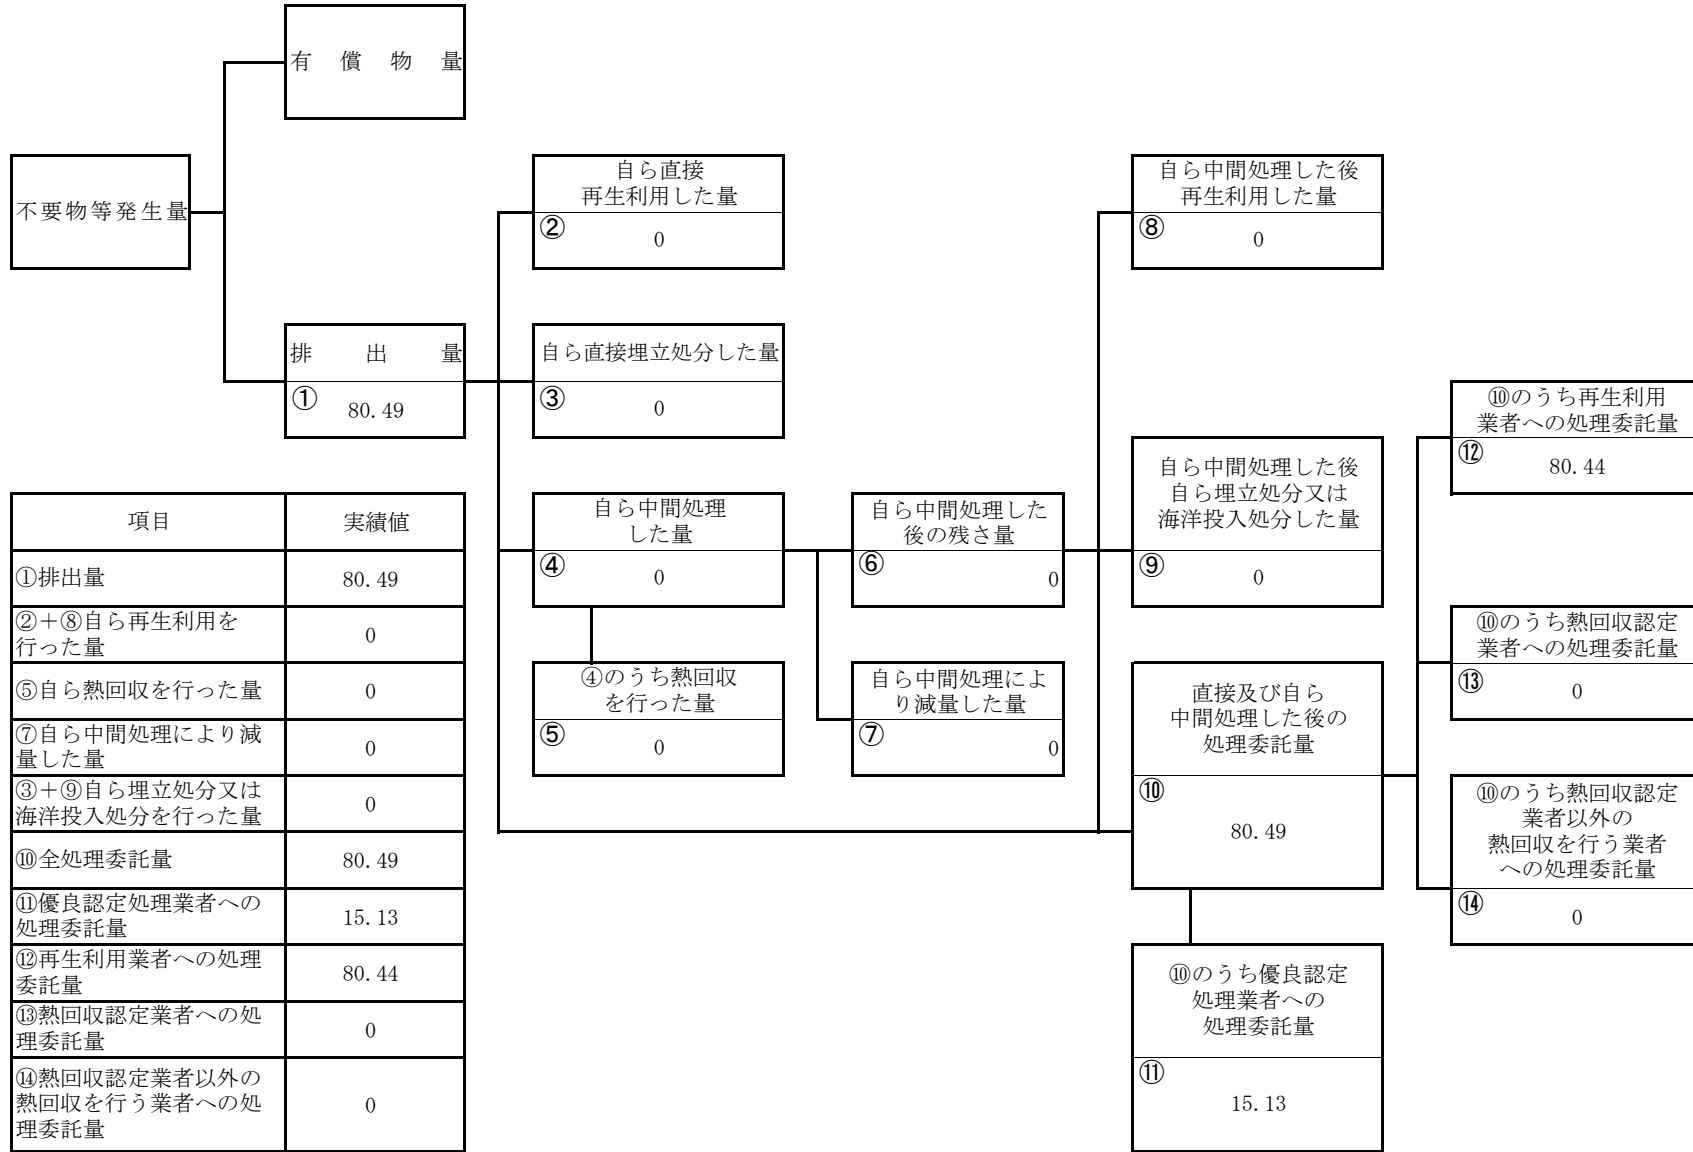 有償物量
不要物等発生量
排出量
①
80.49
自ら直接
再生利用した量
②
0
自ら直接埋立処分した量
③
0
自ら中間処理
した量
④
0
④のうち熱回収
を行った量
⑤
0
自ら中間処理した
後の残さ量
⑥
0
自ら中間処理によ
り減量した量
⑦
0
自ら中間処理した後
再生利用した量
⑧
0
自ら中間処理した後
自ら埋立処分又は
海洋投入処分した量
⑨
0
直接及び自ら
中間処理した後の
処理委託量
⑩
80.49
⑩のうち優良認定
処理業者への
処理委託量
⑪
15.13
⑩のうち再生利用
業者への処理委託量
⑫
80.44
⑩のうち熱回収認定
業者への処理委託量
⑬
0
⑩のうち熱回収認定
業者以外の
熱回収を行う業者
への処理委託量
⑭
0
項目 実績値
①排出量 80.49
②＋⑧自ら再生利用を
行った量 0
⑤自ら熱回収を行った量 0
⑦自ら中間処理により減
量した量 0
③＋⑨自ら埋立処分又は
海洋投入処分を行った量 0
⑩全処理委託量 80.49
⑪優良認定処理業者への
処理委託量 15.13
⑫再生利用業者への処理
委託量 80.44
⑬熱回収認定業者への処
理委託量 0
⑭熱回収認定業者以外の
熱回収を行う業者への処
理委託量 0